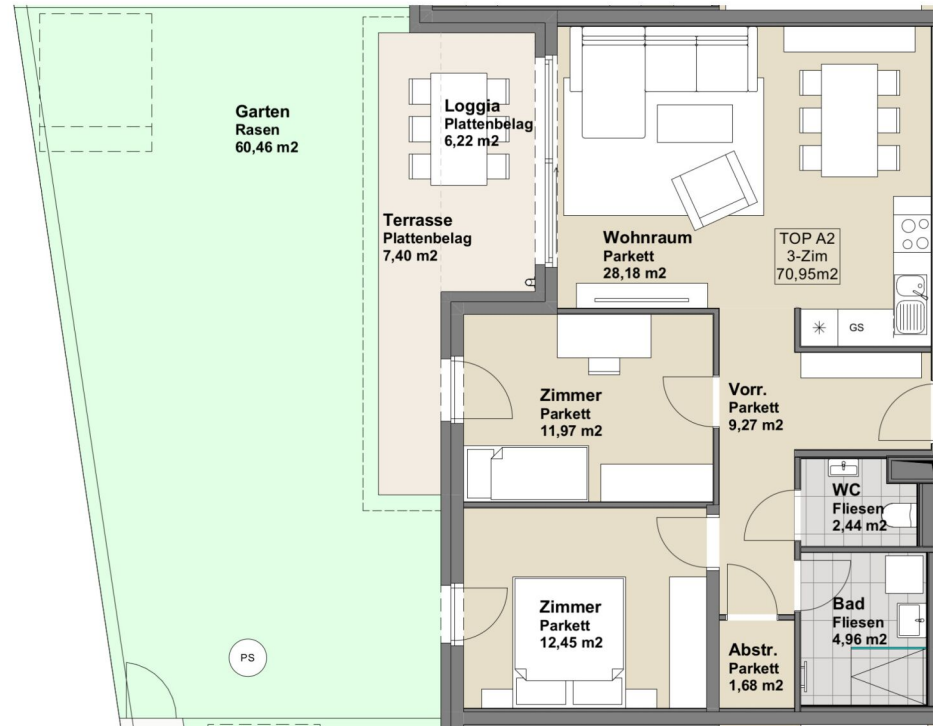 Garten
Rasen
60,46 m2
Loggia
Plattenbelag
6,22 m2
Terrasse
Plattenbelag
7,40 m2
Wohnraum
Parkett
28,18 m2
TOP A2
3-Zim
70,95m2
GS
Zimmer
Parkett
11,97 m2
Vorr.
Parkett
9,27 m2
WC
Fliesen
2,44 m2
Zimmer
Parkett
12,45 m2
Bad
Fliesen
4,96 m2
Abstr.
Parkett
1,68 m2
PS